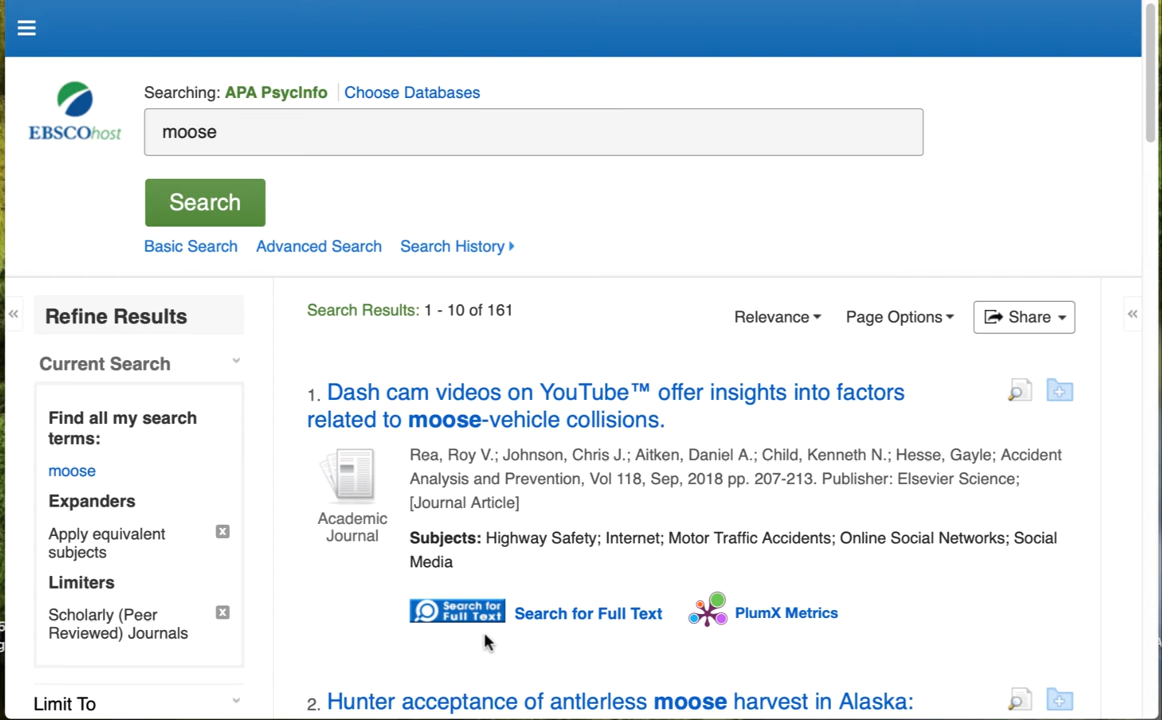 Searching: APA PsycInfo | Choose Databases
EBSCOhost
moose
Search
Basic Search Advanced Search Search History
« Refine Results
Current Search
Find all my search
terms:
moose
Expanders
Apply equivalent
subjects
Limiters
Scholarly (Peer
Reviewed) Journals
Limit To
Search Results: 1 - 10 of 161
Relevance Page Options Share «
1. Dash cam videos on YouTube™ offer insights into factors
related to moose-vehicle collisions.
Academic
Journal
Rea, Roy V.; Johnson, Chris J.; Aitken, Daniel A.; Child, Kenneth N.; Hesse, Gayle; Accident
Analysis and Prevention, Vol 118, Sep, 2018 pp. 207-213. Publisher: Elsevier Science;
[Journal Article]
Subjects: Highway Safety; Internet; Motor Traffic Accidents; Online Social Networks; Social
Media
Search for
Full Text
Search for Full Text PlumX Metrics
2. Hunter acceptance of antlerless moose harvest in Alaska: